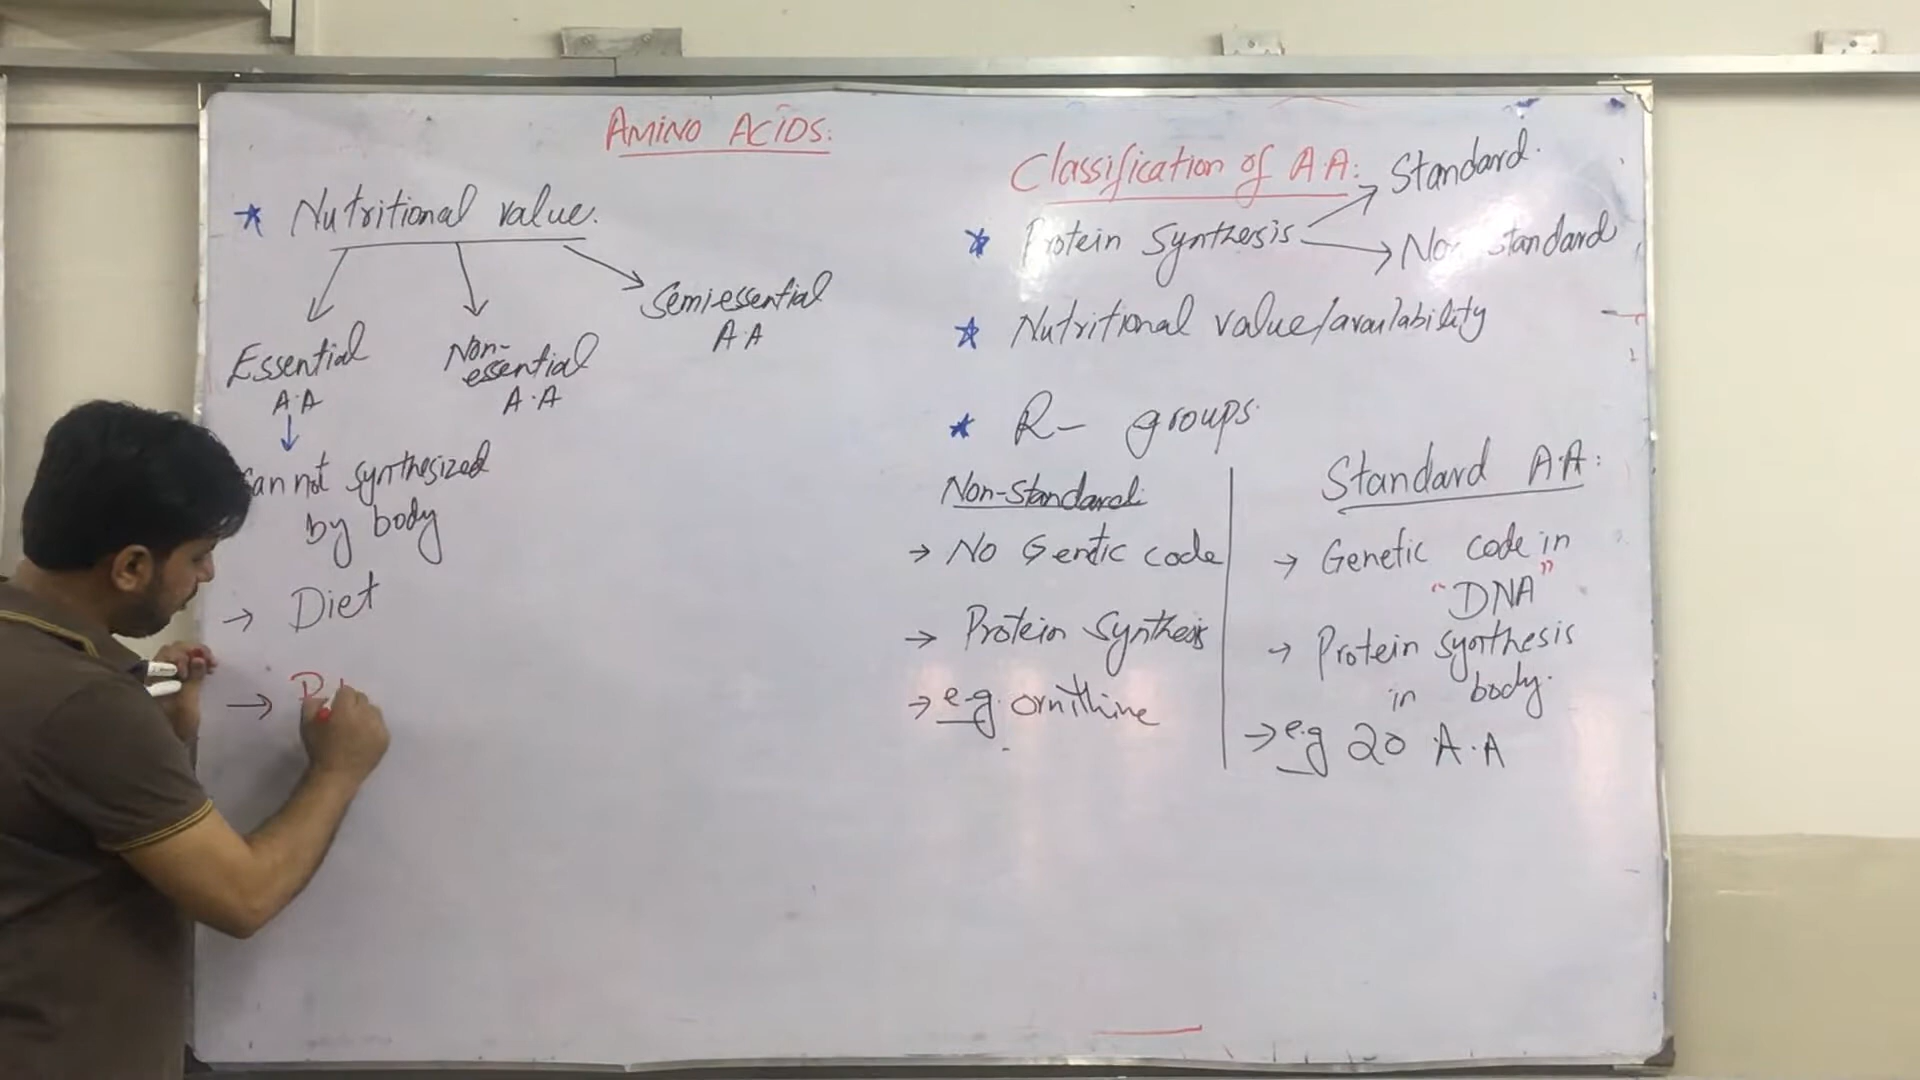 AMINO ACIDS:
* Nutritional value.
Essential
A.A
Non-
essential
A.A
Semiessential
A.A
cannot synthesized
by body
→ Diet
→
Classification of A.A:
Standard.
* Protein Synthesis
Non-Standard
* Nutritional value/availability
* R- groups
Non-Standard:
→ No Gentic code
→ Protein Synthesis
→ e.g. ornithine
Standard A.A:
→ Genetic code in
"DNA"
→ Protein synthesis
in body.
→ e.g 20 A.A